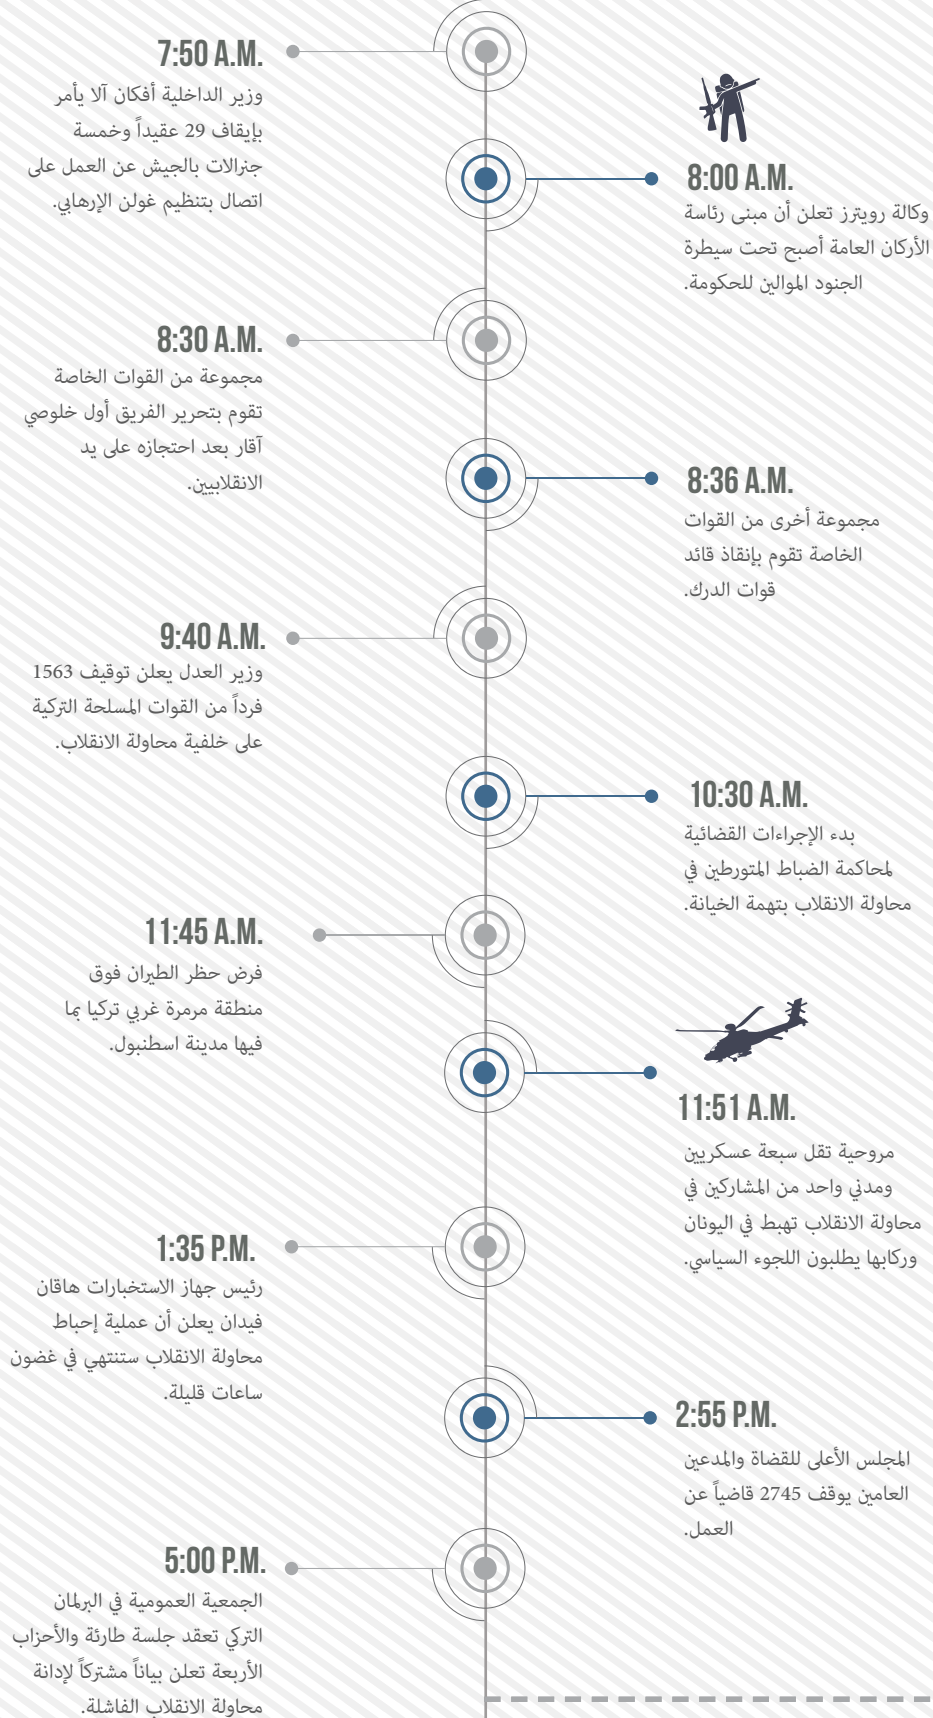 7:50 A.M.
وزير الداخلية أفكان آلا يأمر
بإيقاف 29 عقيداً وخمسة
جنرالات بالجيش عن العمل على
اتصال بتنظيم غولن الإرهابي.
8:00 A.M.
وكالة رويترز تعلن أن مبنى رئاسة
الأركان العامة أصبح تحت سيطرة
الجنود الموالين للحكومة.
8:30 A.M.
مجموعة من القوات الخاصة
تقوم بتحرير الفريق أول خلوصي
آقار بعد احتجازه على يد
الانقلابيين.
8:36 A.M.
مجموعة أخرى من القوات
الخاصة تقوم بإنقاذ قائد
قوات الدرك.
9:40 A.M.
وزير العدل يعلن توقيف 1563
فرداً من القوات المسلحة التركية
على خلفية محاولة الانقلاب.
10:30 A.M.
بدء الإجراءات القضائية
لمحاكمة الضباط المتورطين في
محاولة الانقلاب بتهمة الخيانة.
11:45 A.M.
فرض حظر الطيران فوق
منطقة مرمرة غربي تركيا بما
فيها مدينة اسطنبول.
11:51 A.M.
مروحية تقل سبعة عسكريين
ومدني واحد من المشاركين في
محاولة الانقلاب تهبط في اليونان
وركابها يطلبون اللجوء السياسي.
1:35 P.M.
رئيس جهاز الاستخبارات هاقان
فيدان يعلن أن عملية إحباط
محاولة الانقلاب ستنتهي في غضون
ساعات قليلة.
2:55 P.M.
المجلس الأعلى للقضاة والمدعين
العامين يوقف 2745 قاضياً عن
العمل.
5:00 P.M.
الجمعية العمومية في البرلمان
التركي تعقد جلسة طارئة والأحزاب
الأربعة تعلن بياناً مشتركاً لإدانة
محاولة الانقلاب الفاشلة.